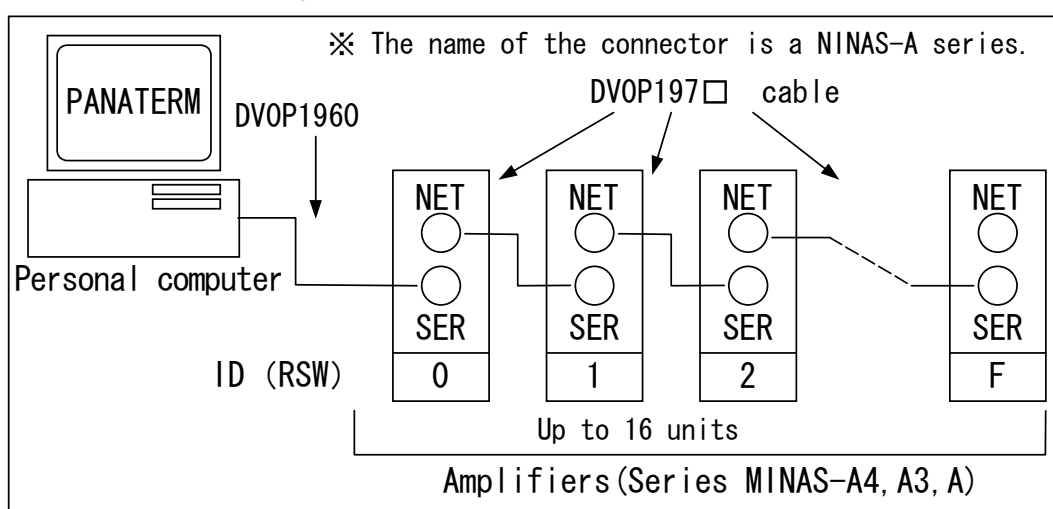 ※ The name of the connector is a NINAS-A series.
PANATERM
DV0P1960
DV0P197□ cable
NET
NET
NET
NET
Personal computer
SER
SER
SER
SER
ID (RSW)
0
1
2
F
Up to 16 units
Amplifiers(Series MINAS-A4,A3,A)